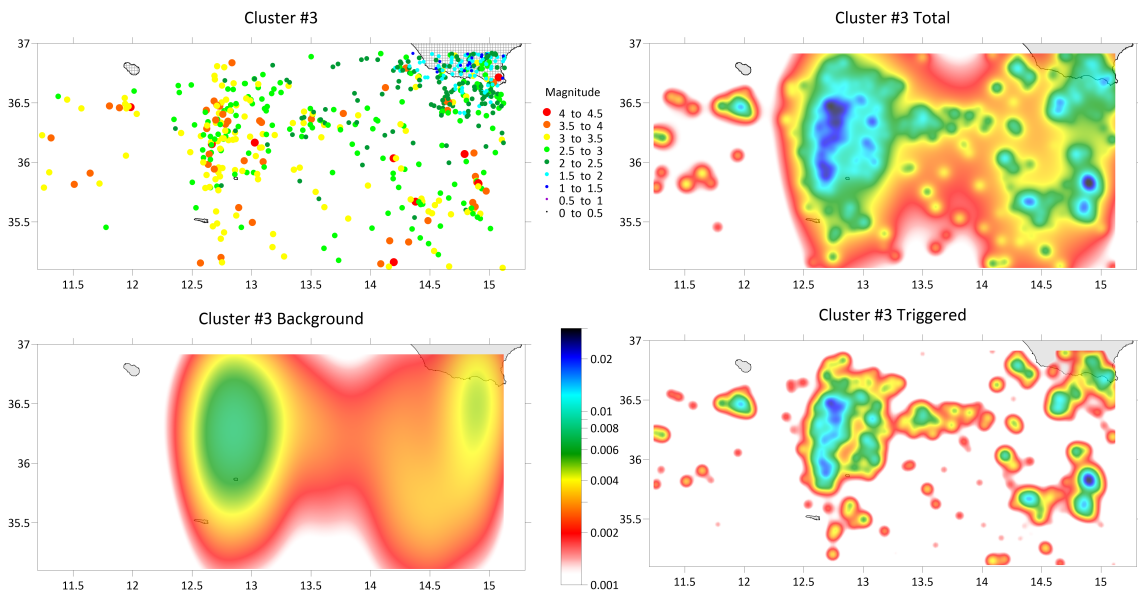 Cluster #3
37
36.5
36
35.5
11.5 12 12.5 13 13.5 14 14.5 15
Magnitude
4 to 4.5
3.5 to 4
3 to 3.5
2.5 to 3
2 to 2.5
1.5 to 2
1 to 1.5
0.5 to 1
0 to 0.5
Cluster #3 Total
37
36.5
36
35.5
11.5 12 12.5 13 13.5 14 14.5 15
Cluster #3 Background
37
36.5
36
35.5
11.5 12 12.5 13 13.5 14 14.5 15
0.02
0.01
0.008
0.006
0.004
0.002
0.001
Cluster #3 Triggered
37
36.5
36
35.5
11.5 12 12.5 13 13.5 14 14.5 15